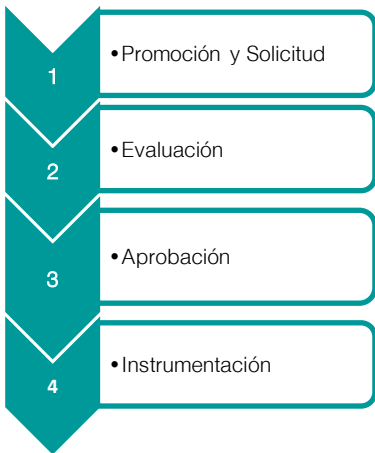 1
•Promoción y Solicitud
2
•Evaluación
3
•Aprobación
4
•Instrumentación